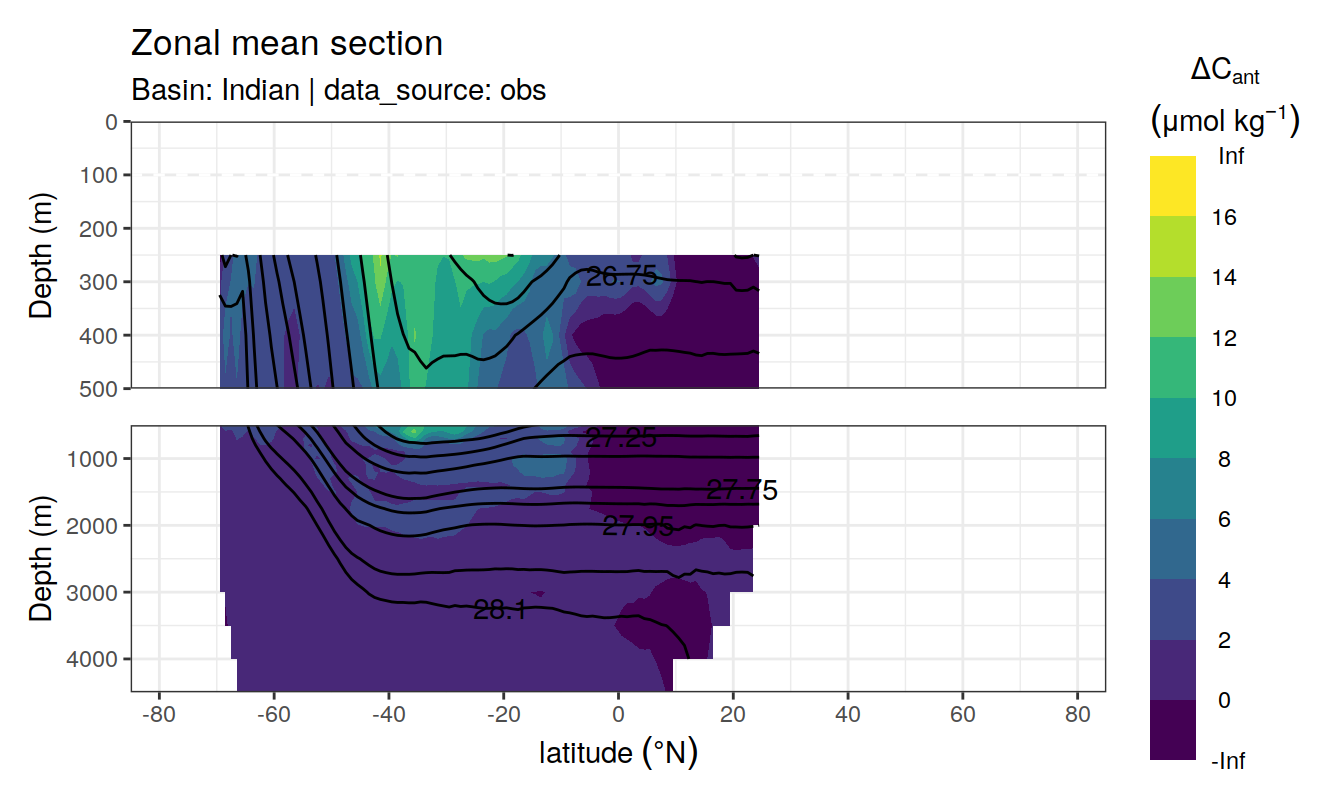 Zonal mean section
Basin: Indian | data_source: obs
ΔCant
(μmol kg⁻¹)
Inf
16
14
12
10
8
6
4
2
0
-Inf
Depth (m)
0
100
200
300
400
500
26.75
Depth (m)
1000
2000
3000
4000
27.25
27.75
27.95
28.1
-80 -60 -40 -20 0 20 40 60 80
latitude (°N)